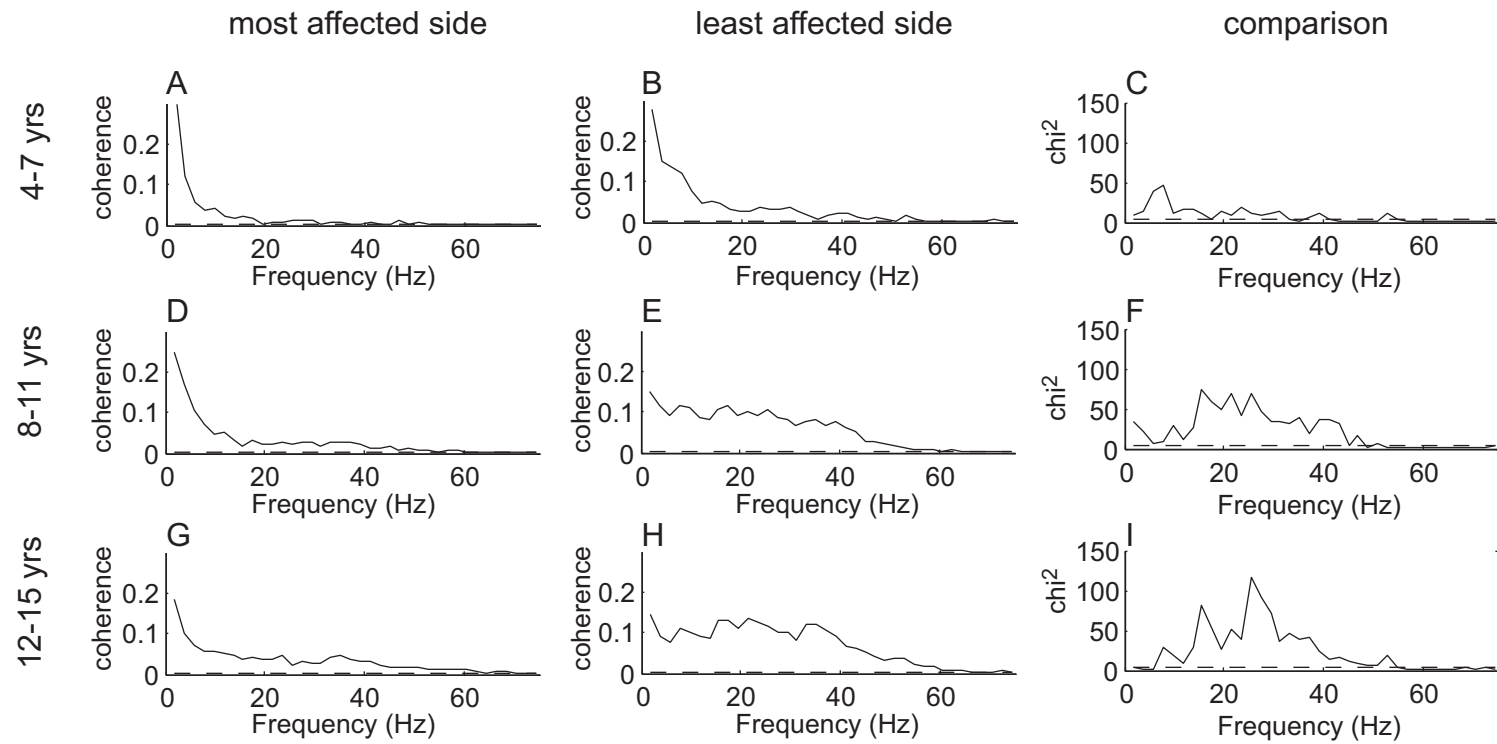 most affected side
least affected side
comparison
4-7 yrs
A
coherence
0.2
0.1
0
0 20 40 60
Frequency (Hz)
B
coherence
0.2
0.1
0
0 20 40 60
Frequency (Hz)
C
chi²
150
100
50
0
0 20 40 60
Frequency (Hz)
8-11 yrs
D
coherence
0.2
0.1
0
0 20 40 60
Frequency (Hz)
E
coherence
0.2
0.1
0
0 20 40 60
Frequency (Hz)
F
chi²
150
100
50
0
0 20 40 60
Frequency (Hz)
12-15 yrs
G
coherence
0.2
0.1
0
0 20 40 60
Frequency (Hz)
H
coherence
0.2
0.1
0
0 20 40 60
Frequency (Hz)
I
chi²
150
100
50
0
0 20 40 60
Frequency (Hz)